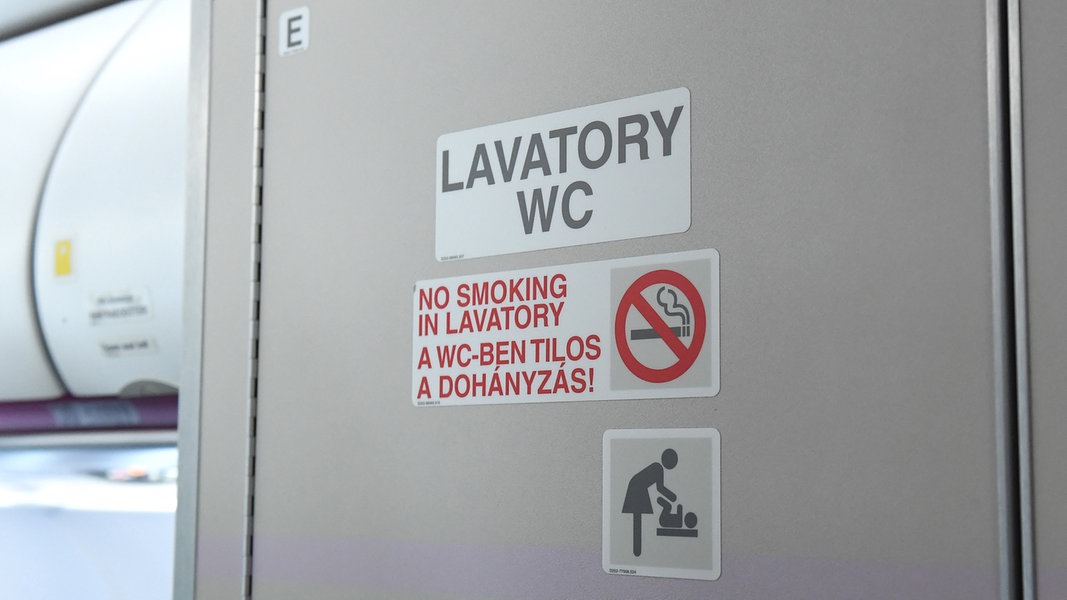 E
LAVATORY
WC
NO SMOKING
IN LAVATORY
A WC-BEN TILOS
A DOHÁNYZÁS!